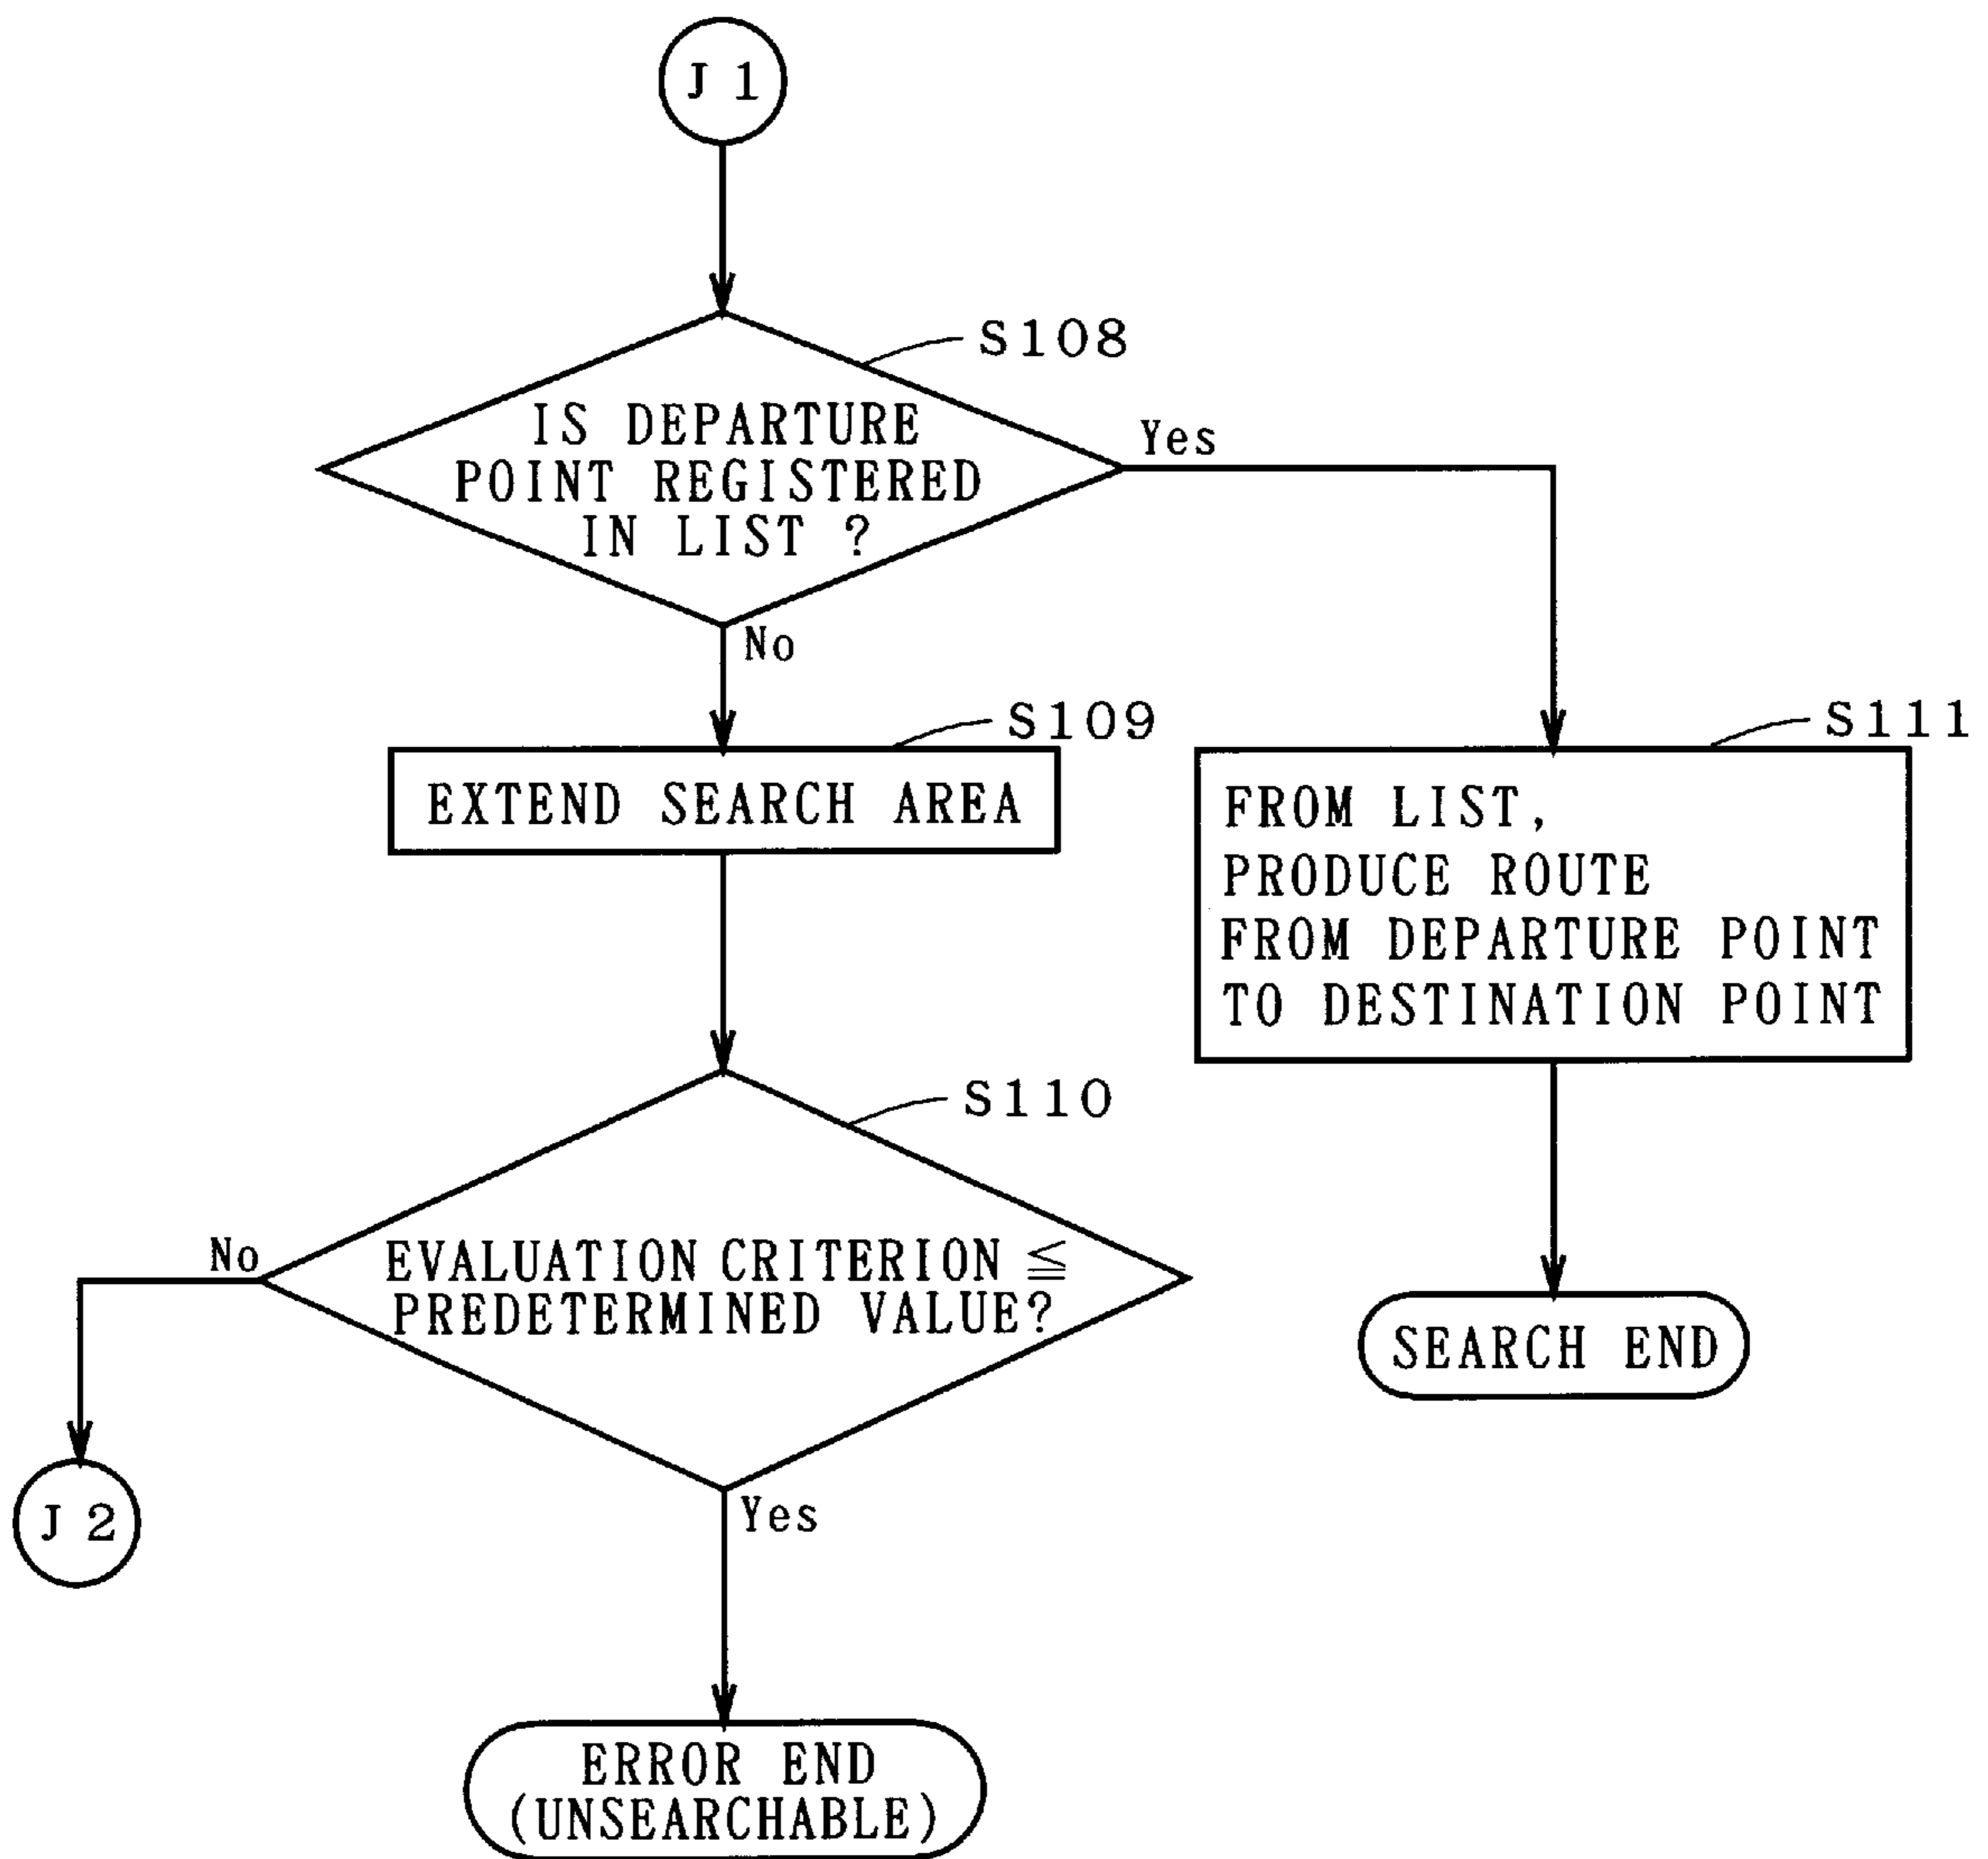 J 1
S108
IS DEPARTURE
POINT REGISTERED
IN LIST ?
Yes
No
S109
EXTEND SEARCH AREA
S111
FROM LIST,
PRODUCE ROUTE
FROM DEPARTURE POINT
TO DESTINATION POINT
S110
EVALUATION CRITERION ≦
PREDETERMINED VALUE?
No
Yes
J 2
SEARCH END
ERROR END
(UNSEARCHABLE)